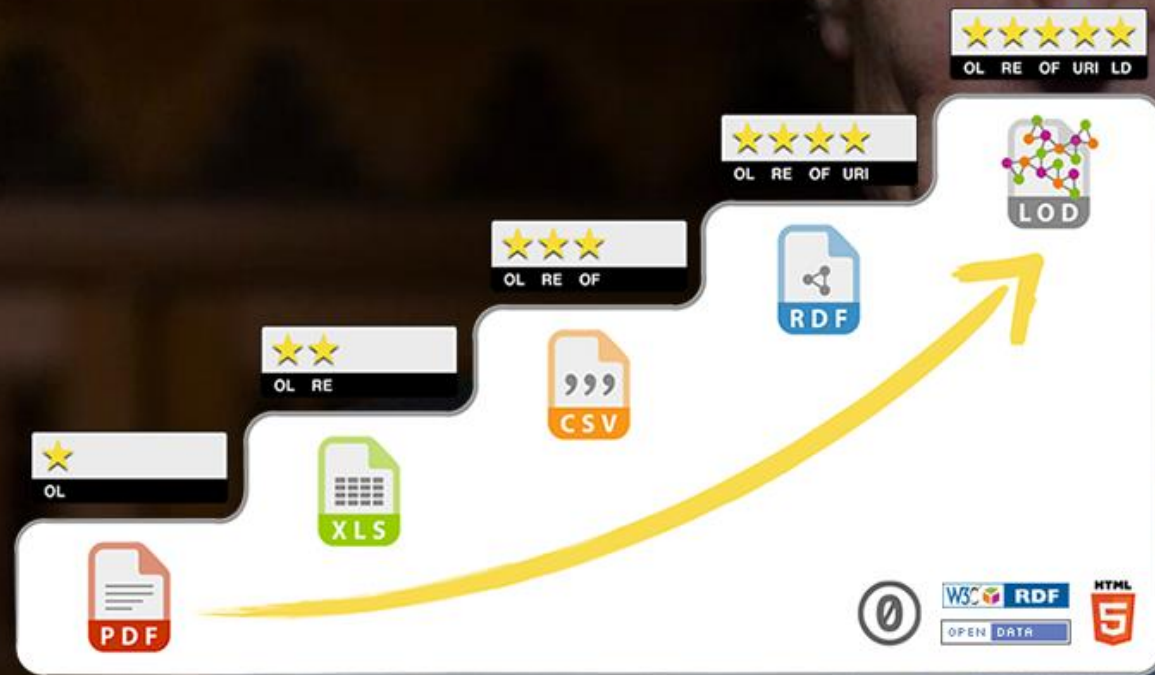 OL RE OF URI LD
LOD
OL RE OF URI
RDF
OL RE OF
,,,
CSV
OL RE
XLS
OL
PDF
0
W3C RDF
OPEN DATA
HTML
5